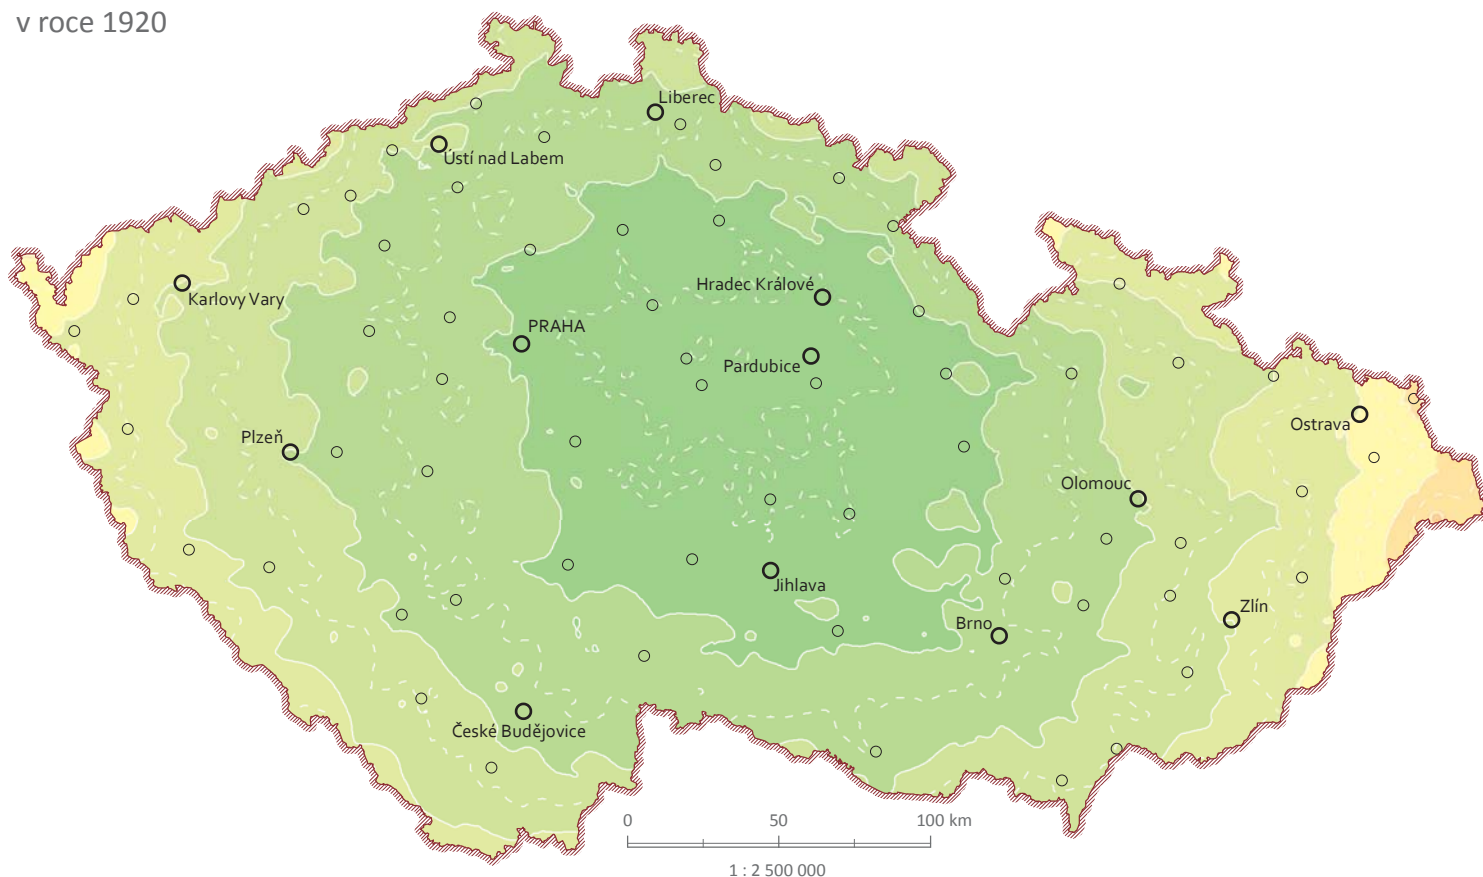 v roce 1920
Liberec
Ústí nad Labem
Karlovy Vary
Hradec Králové
PRAHA
Pardubice
Ostrava
Plzeň
Olomouc
Jihlava
Zlín
Brno
České Budějovice
0 50 100 km
1 : 2 500 000